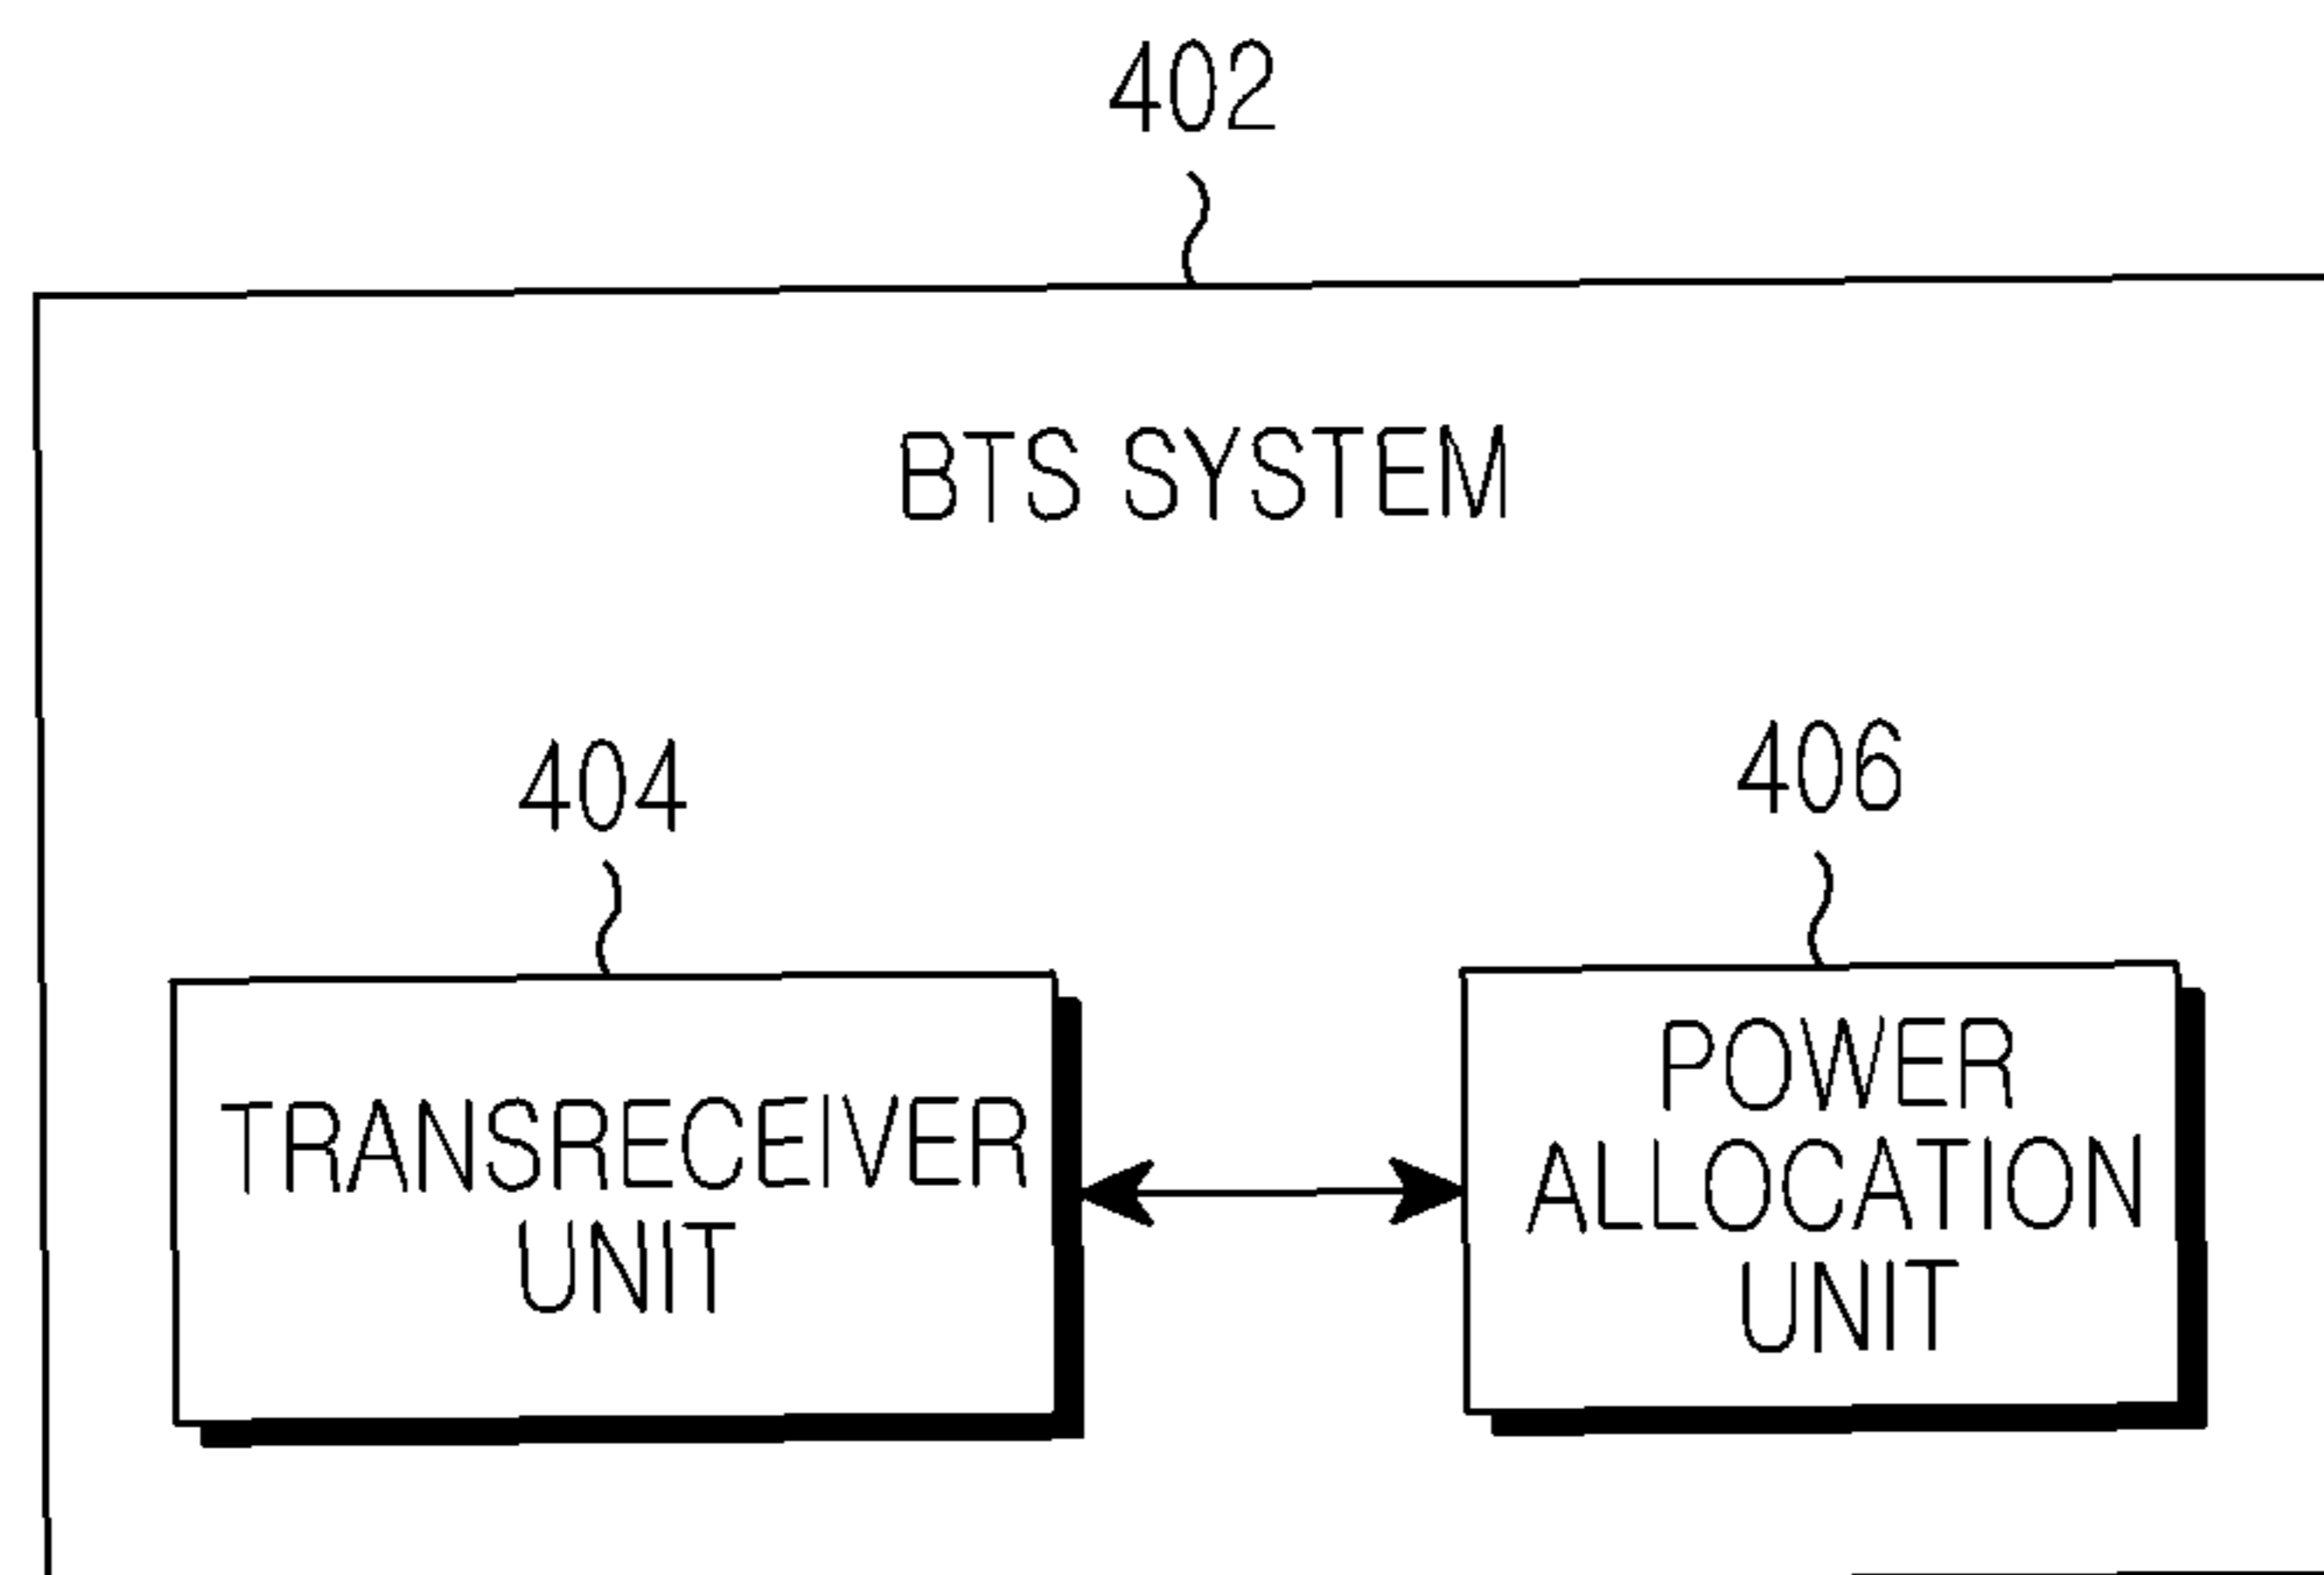 402
BTS SYSTEM
404
406
TRANSRECEIVER
UNIT
POWER
ALLOCATION
UNIT